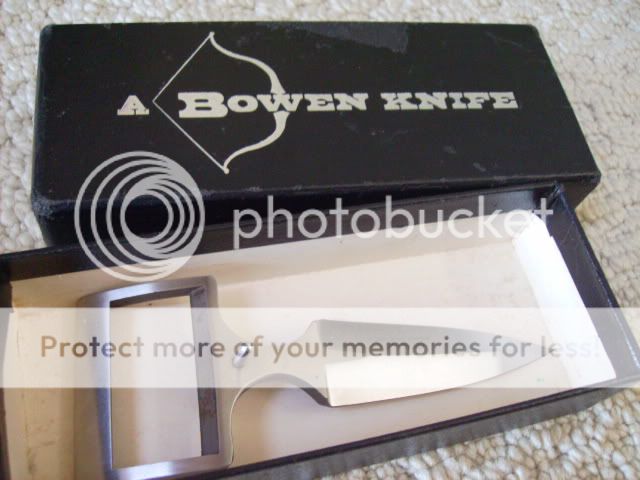 A BOWEN KNIFE
photobucket
Protect more of your memories for less!